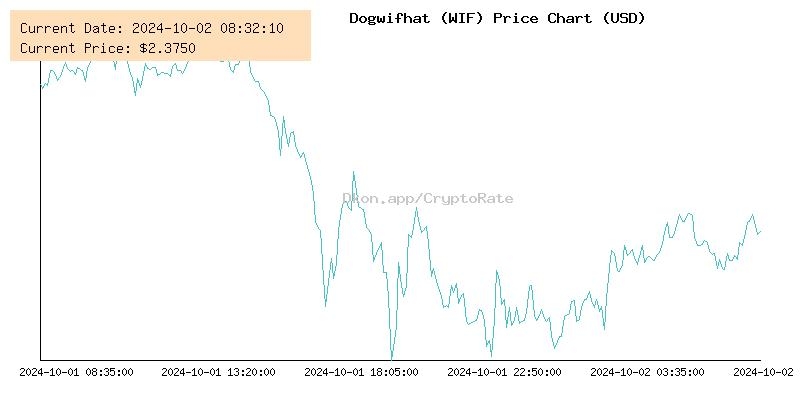 Dogwifhat (WIF) Price Chart (USD)
Current Date: 2024-10-02 08:32:10
Current Price: $2.3750
Dkon.app/CryptoRate
2024-10-01 08:35:00 2024-10-01 13:20:00 2024-10-01 18:05:00 2024-10-01 22:50:00 2024-10-02 03:35:00 2024-10-02